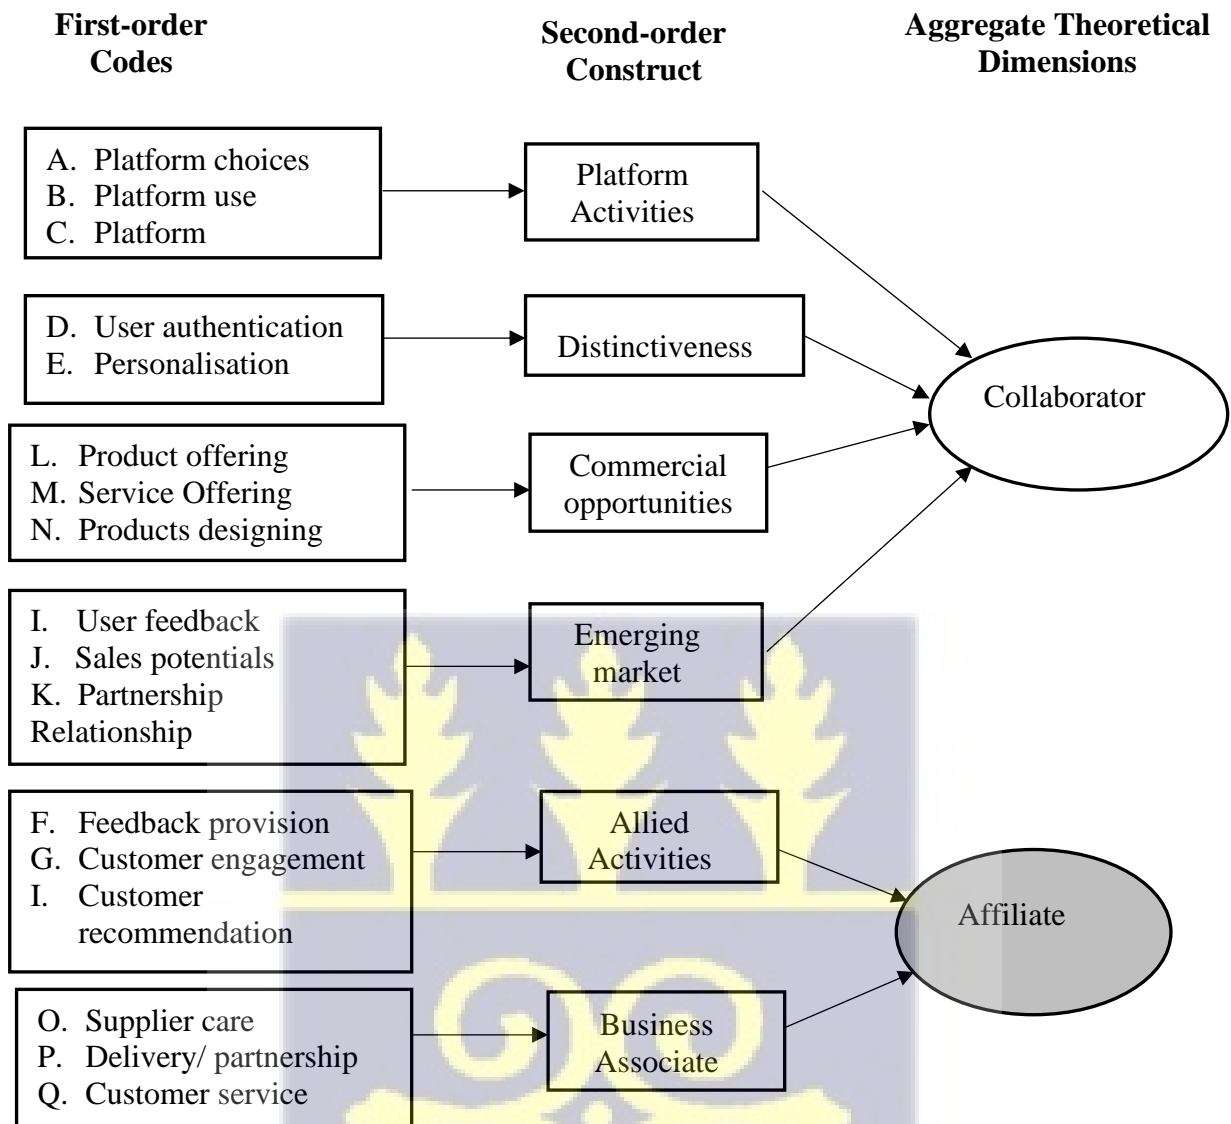 First-order
Codes
Second-order
Construct
Aggregate Theoretical
Dimensions
A. Platform choices
B. Platform use
C. Platform
Platform
Activities
D. User authentication
E. Personalisation
Distinctiveness
Collaborator
L. Product offering
M. Service Offering
N. Products designing
Commercial
opportunities
I. User feedback
J. Sales potentials
K. Partnership
Relationship
Emerging
market
F. Feedback provision
G. Customer engagement
I. Customer
recommendation
Allied
Activities
Affiliate
O. Supplier care
P. Delivery/ partnership
Q. Customer service
Business
Associate